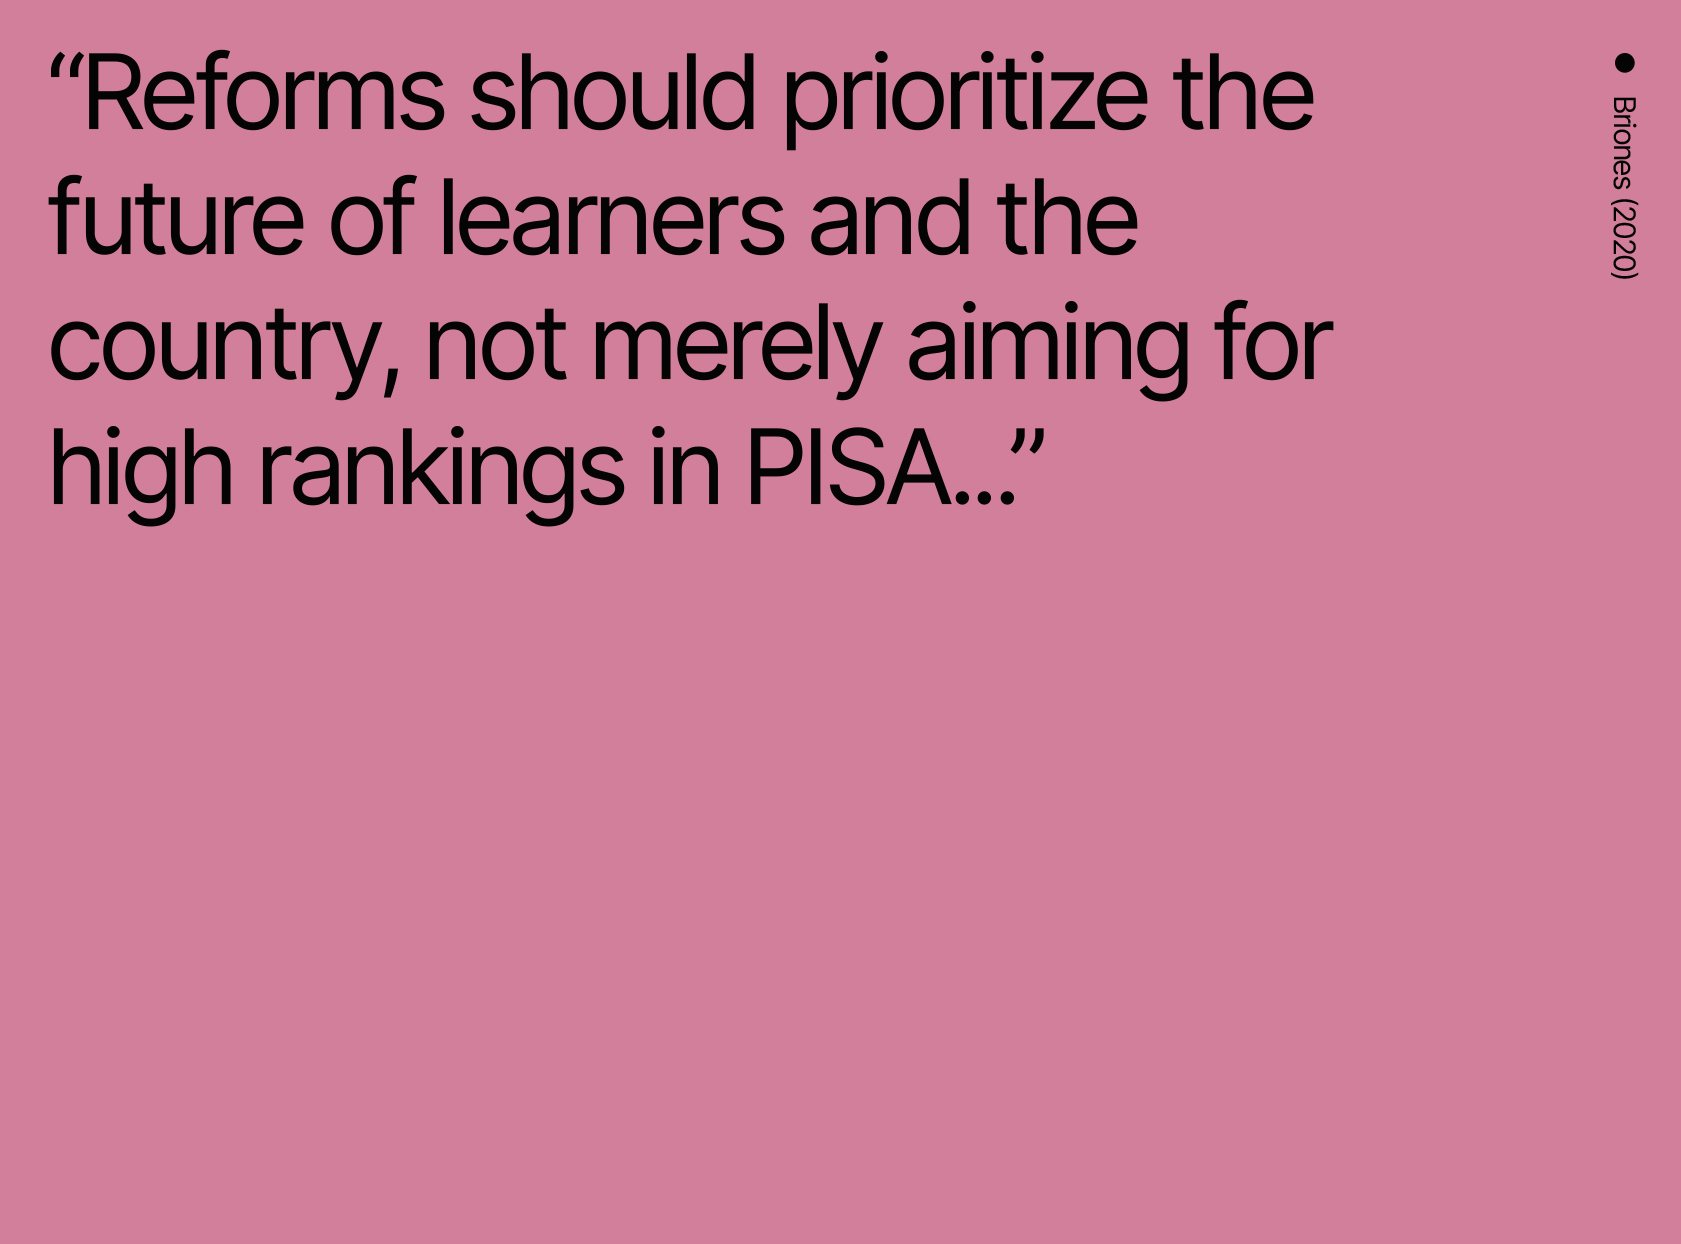 “Reforms should prioritize the
future of learners and the
country, not merely aiming for
high rankings in PISA...”
● Briones (2020)